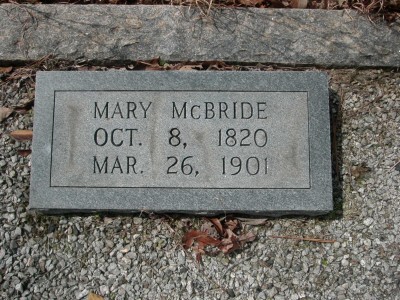 MARY McBRIDE
OCT. 8, 1820
MAR. 26, 1901